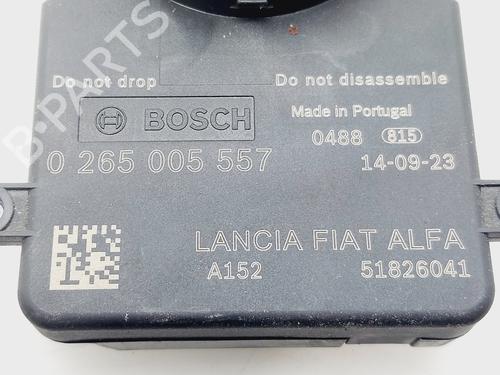 B-PARTS
Do not drop
Do not disassemble
BOSCH
Made in Portugal
0488 815
0 265 005 557
14-09-23
LANCIA FIAT ALFA
A152
51826041